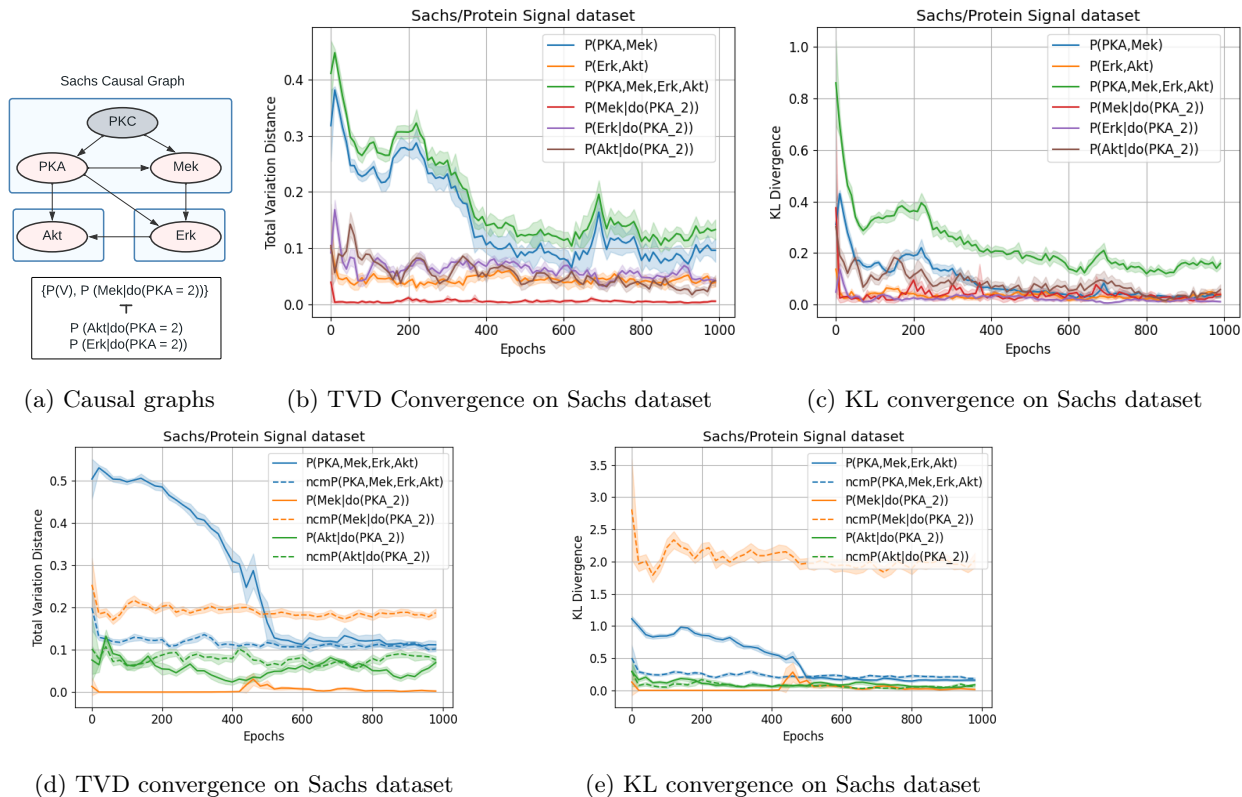 Sachs Causal Graph
PKC
PKA
Mek
Akt
Erk
{P(V), P (Mek|do(PKA = 2))}
P (Akt|do(PKA = 2)
P (Erk|do(PKA = 2))
(a) Causal graphs
Sachs/Protein Signal dataset
Total Variation Distance
0.4
0.3
0.2
0.1
0.0
P(PKA,Mek)
P(Erk,Akt)
P(PKA,Mek,Erk,Akt)
P(Mek|do(PKA_2))
P(Erk|do(PKA_2))
P(Akt|do(PKA_2))
0 200 400 600 800 1000
Epochs
(b) TVD Convergence on Sachs dataset
Sachs/Protein Signal dataset
KL Divergence
1.0
0.8
0.6
0.4
0.2
0.0
P(PKA,Mek)
P(Erk,Akt)
P(PKA,Mek,Erk,Akt)
P(Mek|do(PKA_2))
P(Erk|do(PKA_2))
P(Akt|do(PKA_2))
0 200 400 600 800 1000
Epochs
(c) KL convergence on Sachs dataset
Sachs/Protein Signal dataset
Total Variation Distance
0.5
0.4
0.3
0.2
0.1
0.0
P(PKA,Mek,Erk,Akt)
ncmP(PKA,Mek,Erk,Akt)
P(Mek|do(PKA_2))
ncmP(Mek|do(PKA_2))
P(Akt|do(PKA_2))
ncmP(Akt|do(PKA_2))
0 200 400 600 800 1000
Epochs
(d) TVD convergence on Sachs dataset
Sachs/Protein Signal dataset
KL Divergence
3.5
3.0
2.5
2.0
1.5
1.0
0.5
0.0
P(PKA,Mek,Erk,Akt)
ncmP(PKA,Mek,Erk,Akt)
P(Mek|do(PKA_2))
ncmP(Mek|do(PKA_2))
P(Akt|do(PKA_2))
ncmP(Akt|do(PKA_2))
0 200 400 600 800 1000
Epochs
(e) KL convergence on Sachs dataset